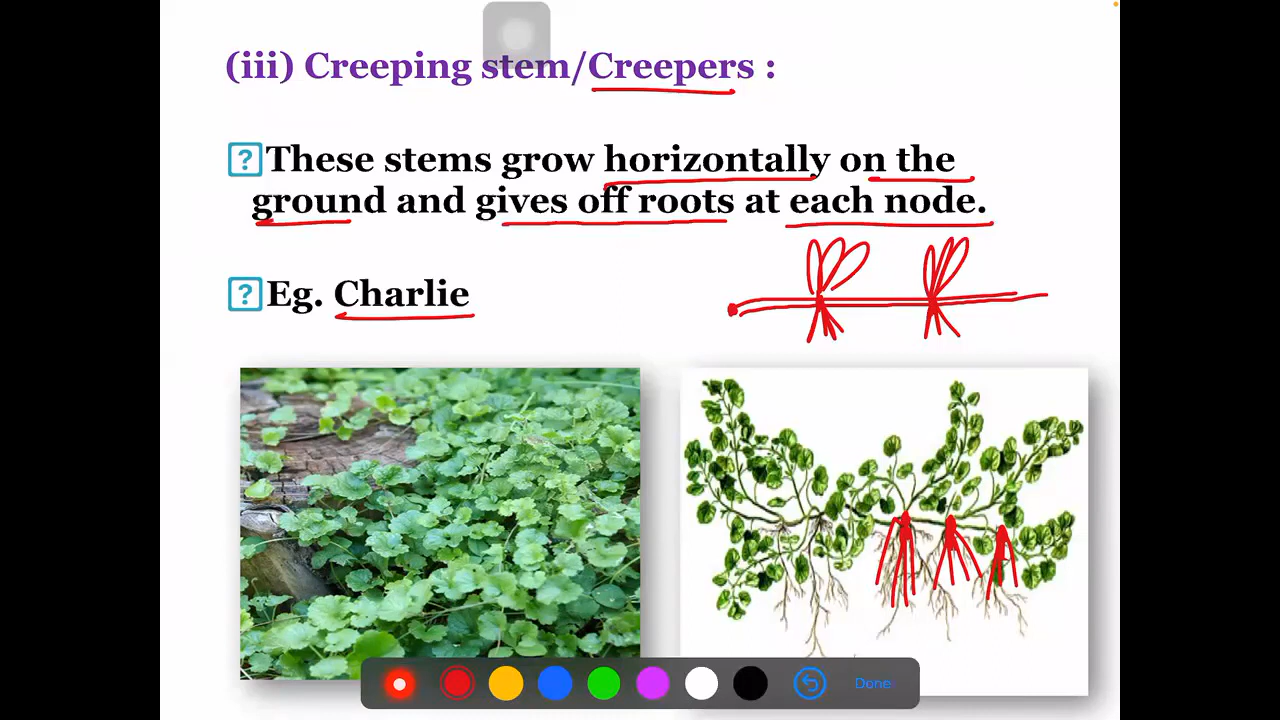 (iii) Creeping stem/Creepers :
? These stems grow horizontally on the
ground and gives off roots at each node.
? Eg. Charlie
Done